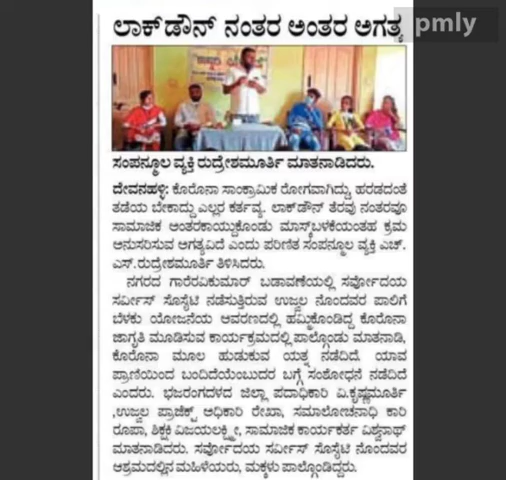 ಲಾಕ್‌ಡೌನ್ ನಂತರ ಅಂತರ ಅಗತ್ಯ
pmly
ಸಂಪನ್ಮೂಲ ವ್ಯಕ್ತಿ ರುದ್ರೇಶಮೂರ್ತಿ ಮಾತನಾಡಿದರು.
ದೇವನಹಳ್ಳಿ: ಕೊರೊನಾ ಸಾಂಕ್ರಾಮಿಕ ರೋಗವಾಗಿದ್ದು, ಹರಡದಂತೆ
ತಡೆಯ ಬೇಕಾದ್ದು ಎಲ್ಲರ ಕರ್ತವ್ಯ. ಲಾಕ್‌ಡೌನ್ ತೆರವು ನಂತರವೂ
ಸಾಮಾಜಿಕ ಅಂತರಕಾಯ್ದುಕೊಂಡು ಮಾಸ್ಕ್‌ಬಳಕೆಯಂತಹ ಕ್ರಮ
ಅನುಸರಿಸುವ ಅಗತ್ಯವಿದೆ ಎಂದು ಪರಿಣಿತ ಸಂಪನ್ಮೂಲ ವ್ಯಕ್ತಿ ಎಚ್.
ಎಸ್.ರುದ್ರೇಶಮೂರ್ತಿ ತಿಳಿಸಿದರು.
ನಗರದ ಗಾರೆರವಿಕುಮಾರ್ ಬಡಾವಣೆಯಲ್ಲಿ ಸರ್ವೋದಯ
ಸರ್ವೀಸ್ ಸೊಸೈಟಿ ನಡೆಸುತ್ತಿರುವ ಉಜ್ವಲ ನೊಂದವರ ಪಾಲಿಗೆ
ಬೆಳಕು ಯೋಜನೆಯ ಆವರಣದಲ್ಲಿ ಹಮ್ಮಿಕೊಂಡಿದ್ದ ಕೊರೊನಾ
ಜಾಗೃತಿ ಮೂಡಿಸುವ ಕಾರ್ಯಕ್ರಮದಲ್ಲಿ ಪಾಲ್ಗೊಂಡು ಮಾತನಾಡಿ,
ಕೊರೊನಾ ಮೂಲ ಹುಡುಕುವ ಯತ್ನ ನಡೆದಿದೆ. ಯಾವ
ಪ್ರಾಣಿಯಿಂದ ಬಂದಿದೆಯೆಂಬುದರ ಬಗ್ಗೆ ಸಂಶೋಧನೆ ನಡೆದಿದೆ
ಎಂದರು. ಭಜರಂಗದಳದ ಜಿಲ್ಲಾ ಪದಾಧಿಕಾರಿ ವಿ.ಕೃಷ್ಣಮೂರ್ತಿ
,ಉಜ್ವಲ ಪ್ರಾಜೆಕ್ಟ್ ಅಧಿಕಾರಿ ರೇಖಾ, ಸಮಾಲೋಚನಾಧಿ ಕಾರಿ
ರೂಪಾ, ಶಿಕ್ಷಕಿ ವಿಜಯಲಕ್ಷ್ಮೀ, ಸಾಮಾಜಿಕ ಕಾರ್ಯಕರ್ತ ವಿಶ್ವನಾಥ್
ಮಾತನಾಡಿದರು. ಸರ್ವೋದಯ ಸರ್ವೀಸ್ ಸೊಸೈಟಿ ನೊಂದವರ
ಆಶ್ರಮದಲ್ಲಿನ ಮಹಿಳೆಯರು, ಮಕ್ಕಳು ಪಾಲ್ಗೊಂಡಿದ್ದರು.